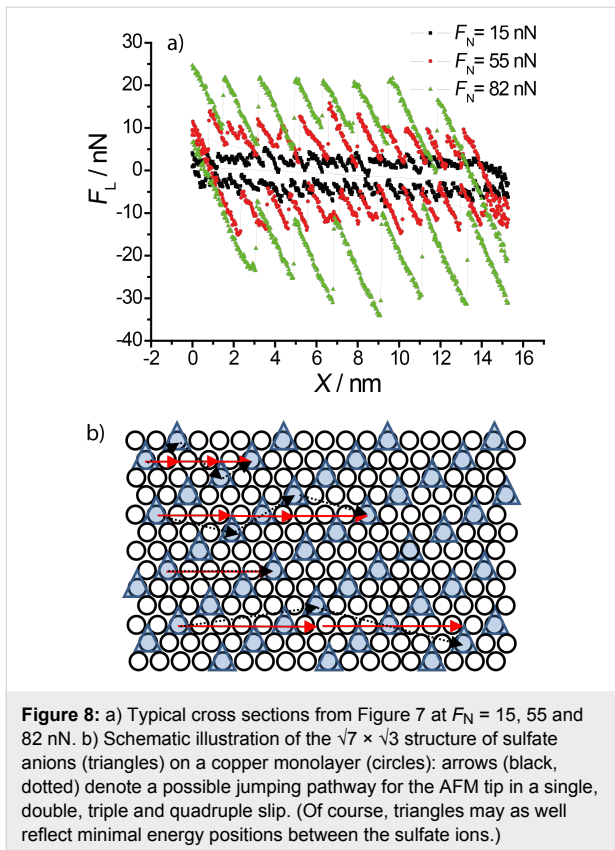 a)
F_N = 15 nN
F_N = 55 nN
F_N = 82 nN
30
20
10
0
-10
-20
-30
-40
F_L / nN
-2 0 2 4 6 8 10 12 14 16
X / nm
b)
Figure 8: a) Typical cross sections from Figure 7 at F_N = 15, 55 and
82 nN. b) Schematic illustration of the √7 × √3 structure of sulfate
anions (triangles) on a copper monolayer (circles): arrows (black,
dotted) denote a possible jumping pathway for the AFM tip in a single,
double, triple and quadruple slip. (Of course, triangles may as well
reflect minimal energy positions between the sulfate ions.)